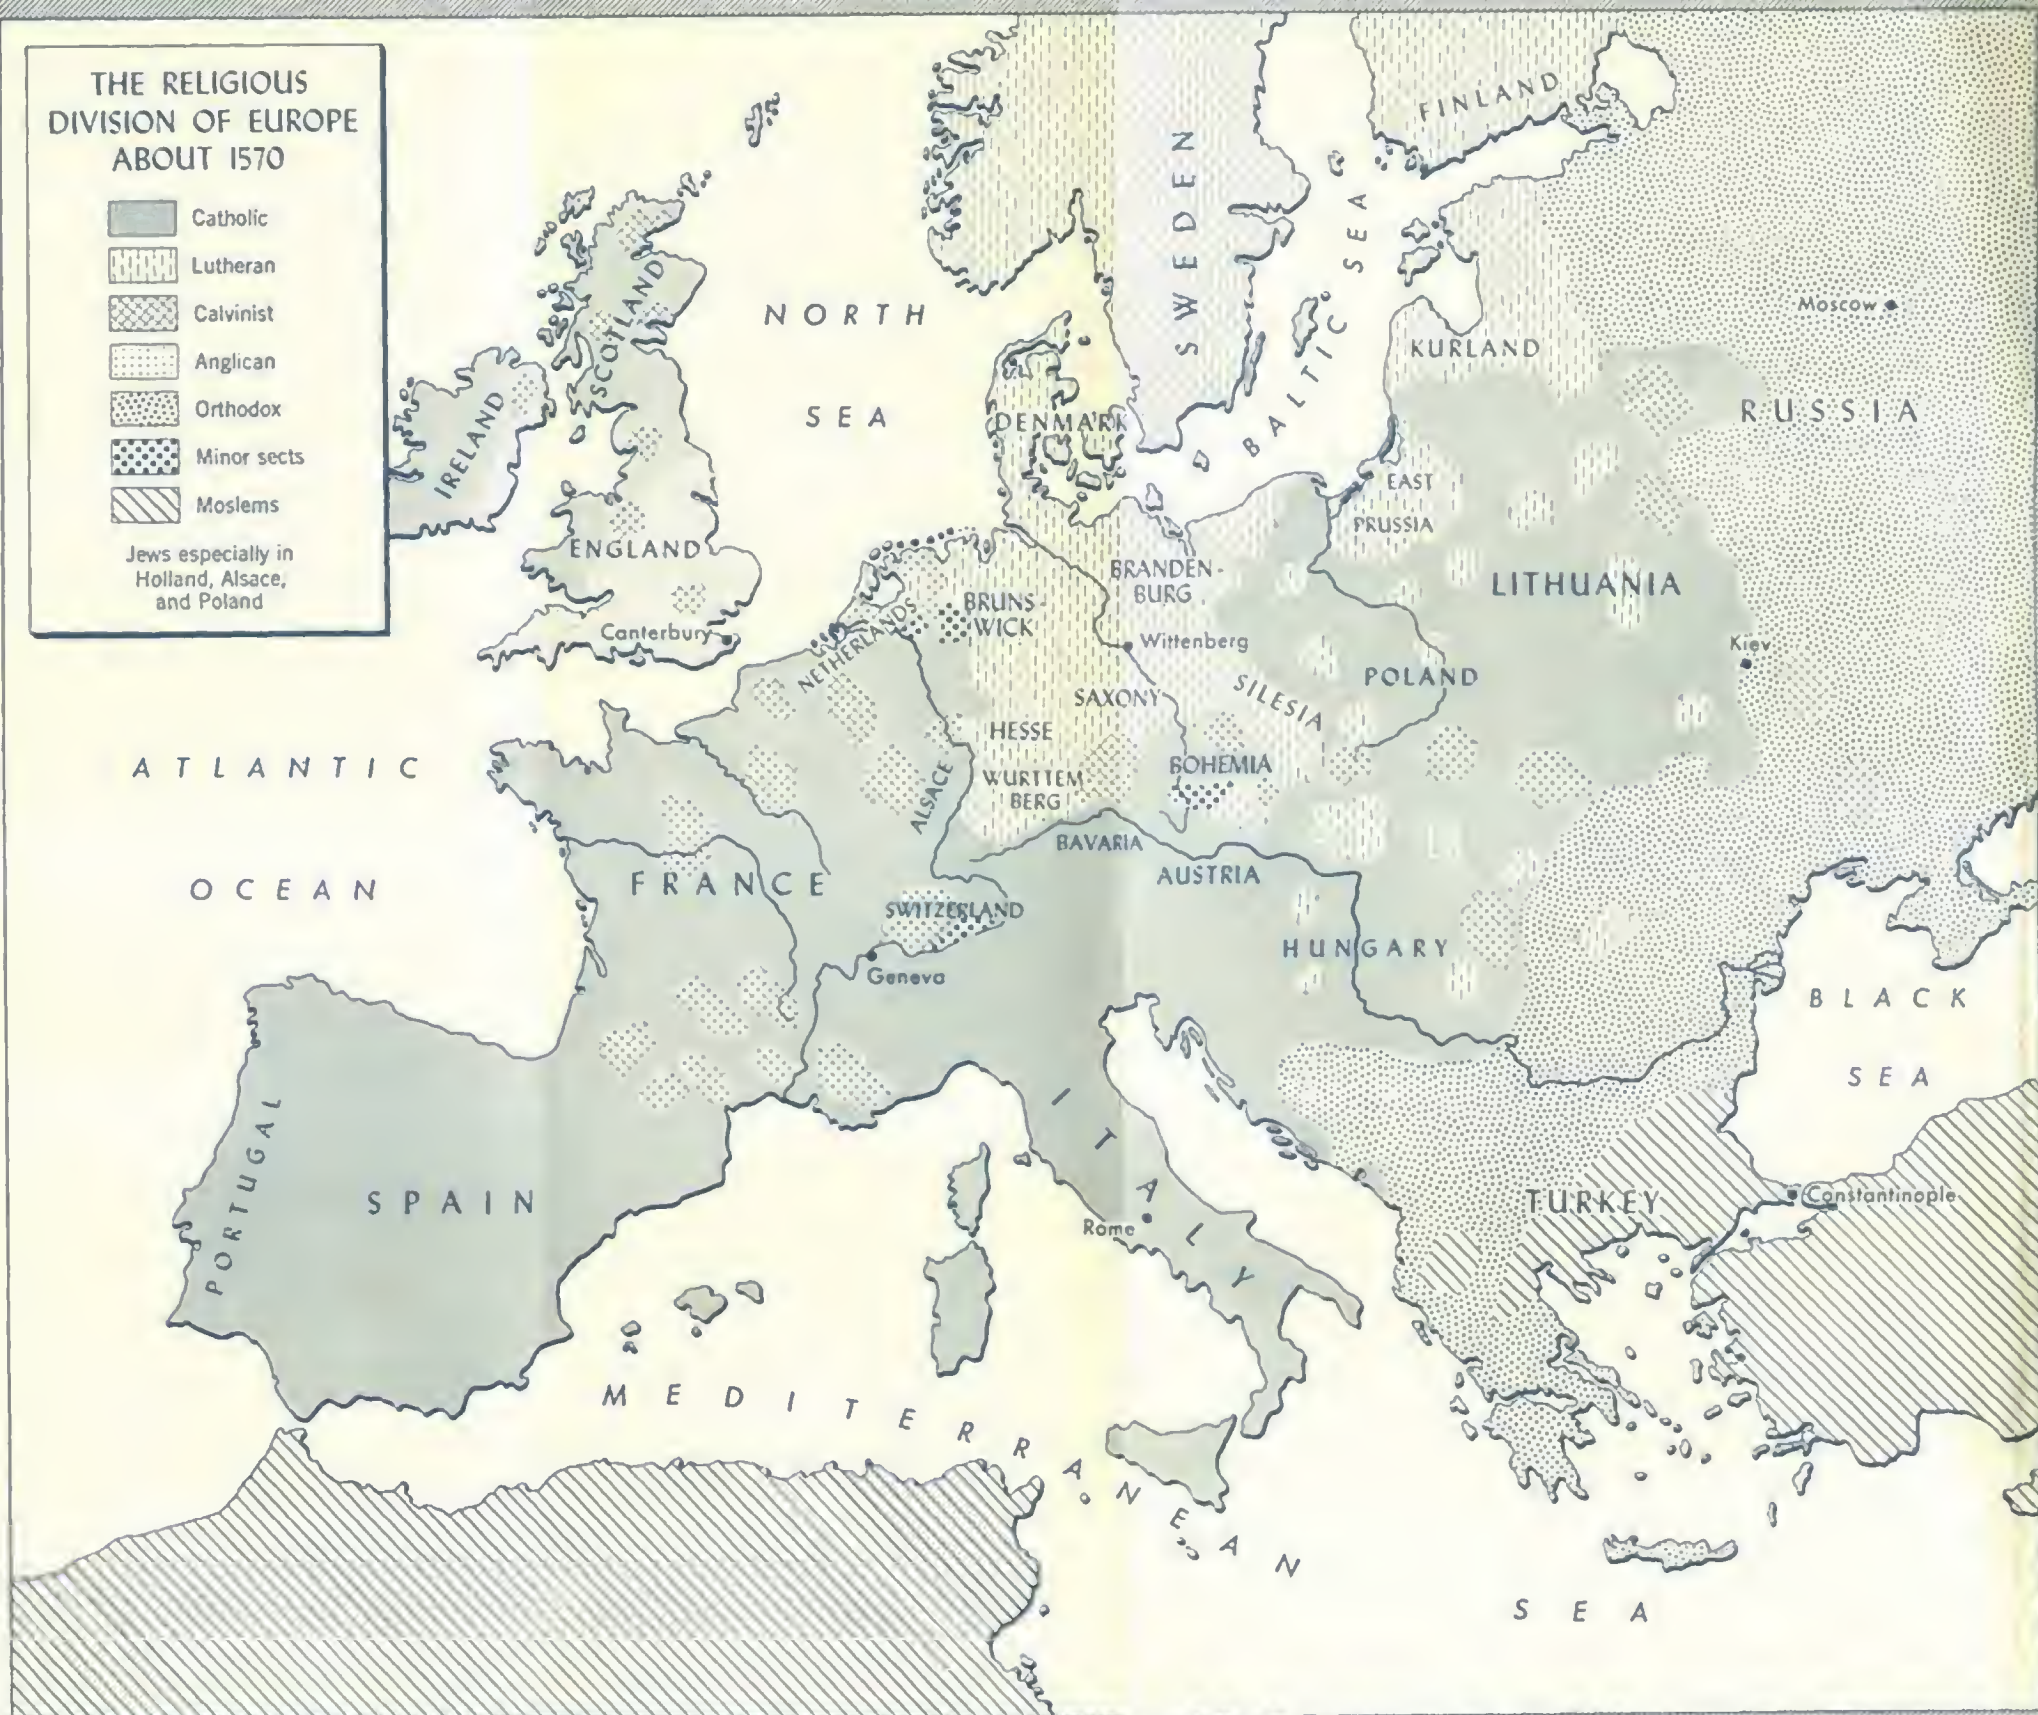 THE RELIGIOUS
DIVISION OF EUROPE
ABOUT 1570
Catholic
Lutheran
Calvinist
Anglican
Orthodox
Minor sects
Moslems
Jews especially in
Holland, Alsace,
and Poland
FINLAND
SWEDEN
BALTIC SEA
NORTH
SEA
SCOTLAND
IRELAND
ENGLAND
Canterbury
DENMARK
KURLAND
Moscow
RUSSIA
EAST
PRUSSIA
LITHUANIA
Kiev
BRANDEN-
BURG
Wittenberg
BRUNS-
WICK
NETHERLANDS
SAXONY
SILESIA
POLAND
HESSE
WURTTEM
BERG
BOHEMIA
ALSACE
BAVARIA
AUSTRIA
ATLANTIC
OCEAN
FRANCE
SWITZERLAND
Geneva
HUNGARY
BLACK
SEA
PORTUGAL
SPAIN
ITALY
Rome
TURKEY
Constantinople
MEDITERRANEAN
SEA